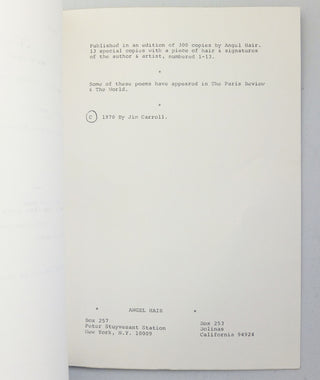 Published in an edition of 300 copies by Angel Hair.
13 special copies with a piece of hair & signatures
of the author & artist, numbered 1-13.
*
Some of these poems have appeared in The Paris Review
& The World.
*
© 1970 By Jim Carroll.
* ANGEL HAIR *
Box 257 Box 253
Peter Stuyvesant Station Bolinas
New York, N.Y. 10009 California 94924